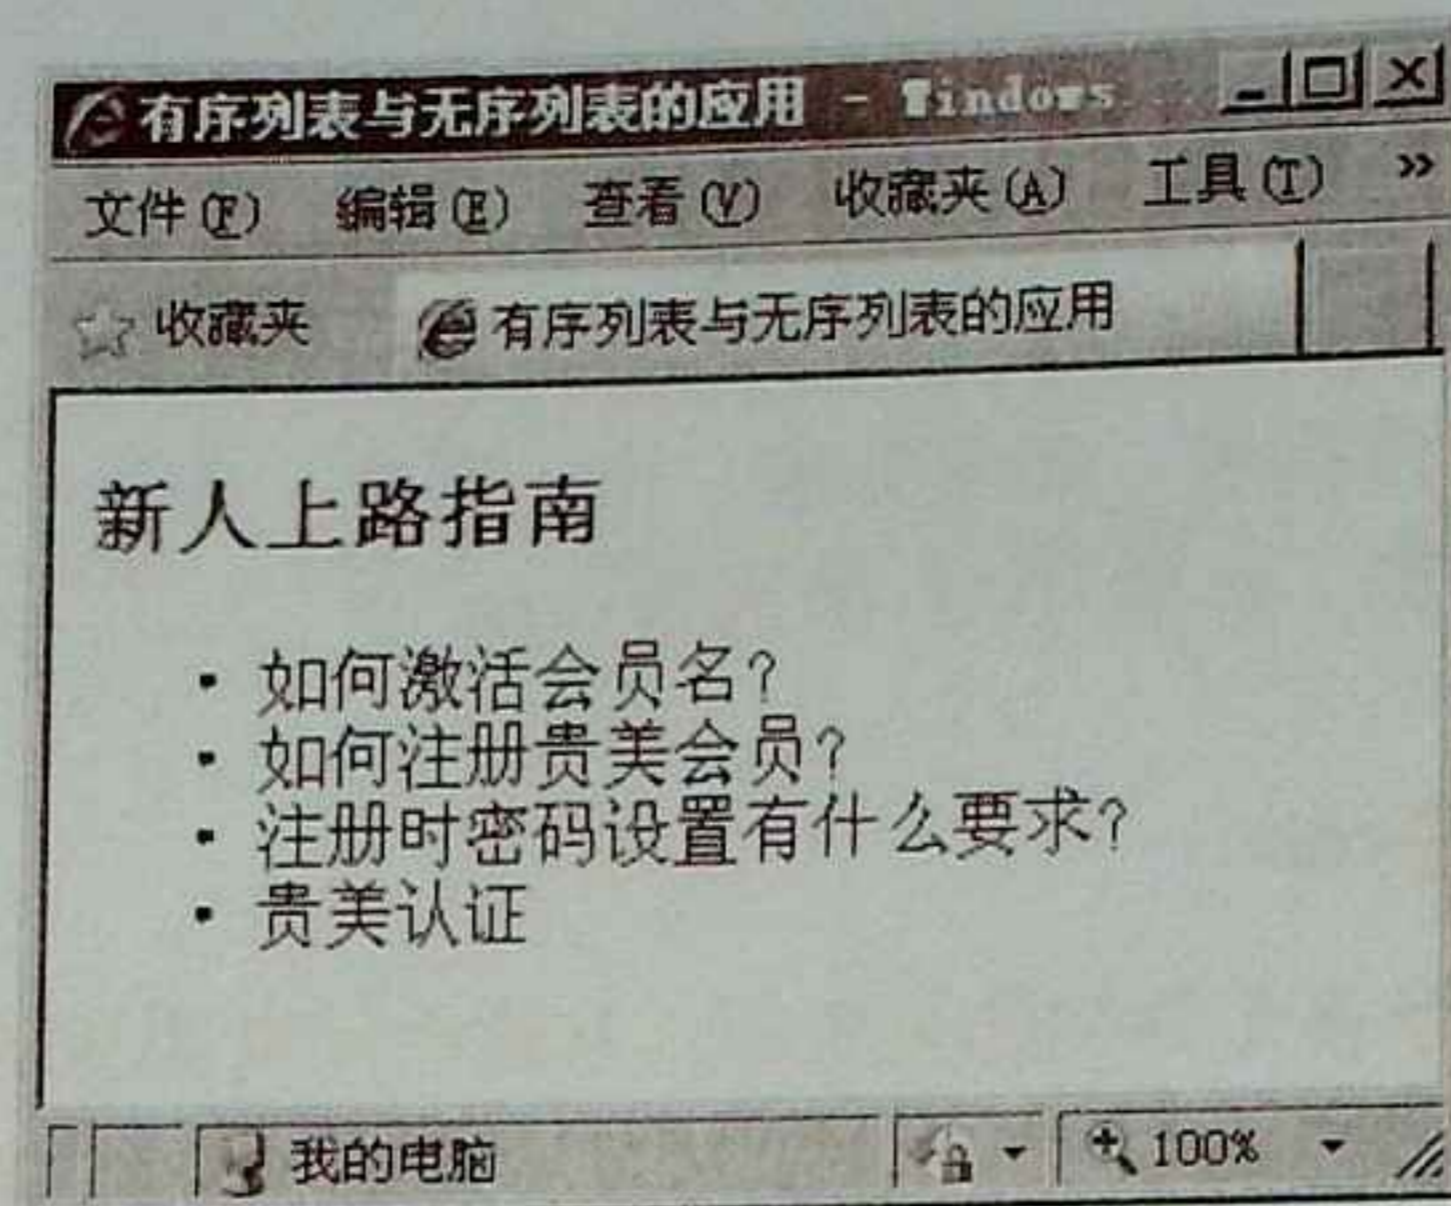 有序列表与无序列表的应用 - Windows...
文件(F) 编辑(E) 查看(V) 收藏夹(A) 工具(T) »
收藏夹 有序列表与无序列表的应用
新人上路指南
• 如何激活会员名？
• 如何注册贵美会员？
• 注册时密码设置有什么要求？
• 贵美认证
我的电脑 100%